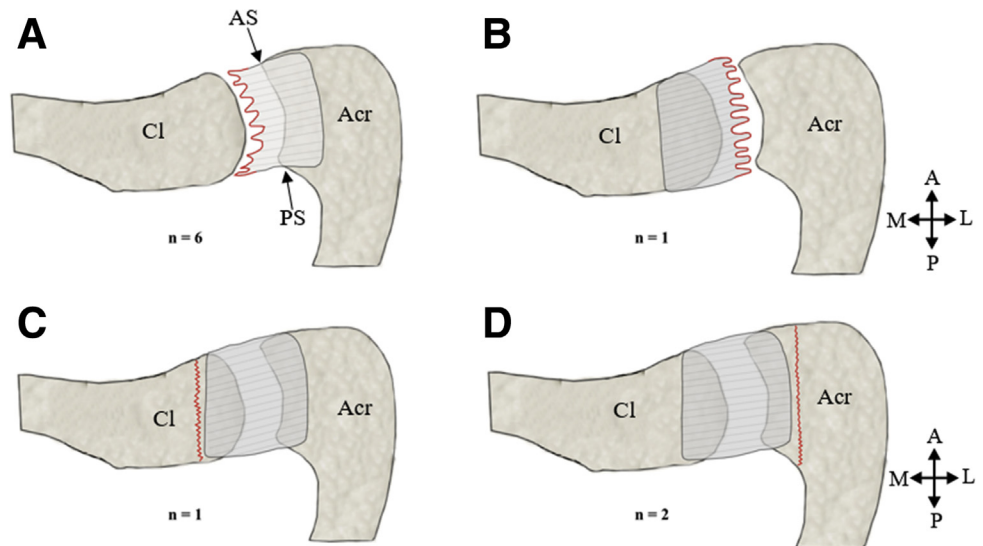 A
AS
Cl
Acr
PS
n = 6
B
Cl
Acr
n = 1
A
M
L
P
C
Cl
Acr
n = 1
D
Cl
Acr
n = 2
A
M
L
P